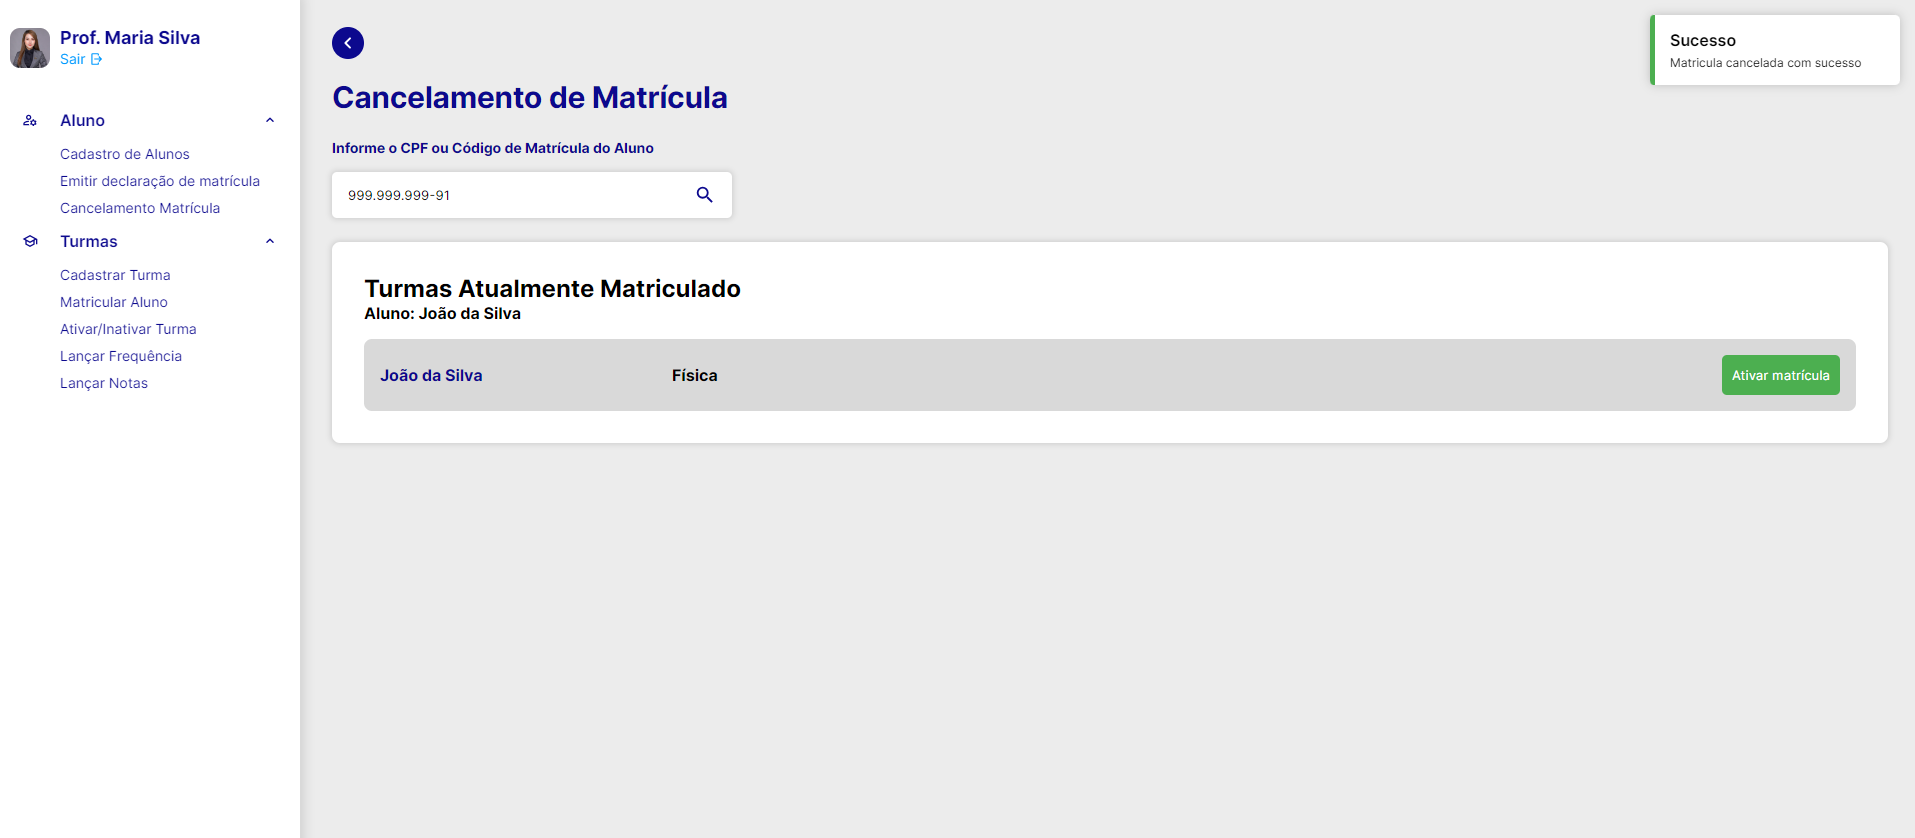 Prof. Maria Silva
Sair
Aluno
Cadastro de Alunos
Emitir declaração de matrícula
Cancelamento Matrícula
Turmas
Cadastrar Turma
Matricular Aluno
Ativar/Inativar Turma
Lançar Frequência
Lançar Notas
Cancelamento de Matrícula
Informe o CPF ou Código de Matrícula do Aluno
999.999.999-91
Turmas Atualmente Matriculado
Aluno: João da Silva
João da Silva Física Ativar matrícula
Sucesso
Matricula cancelada com sucesso